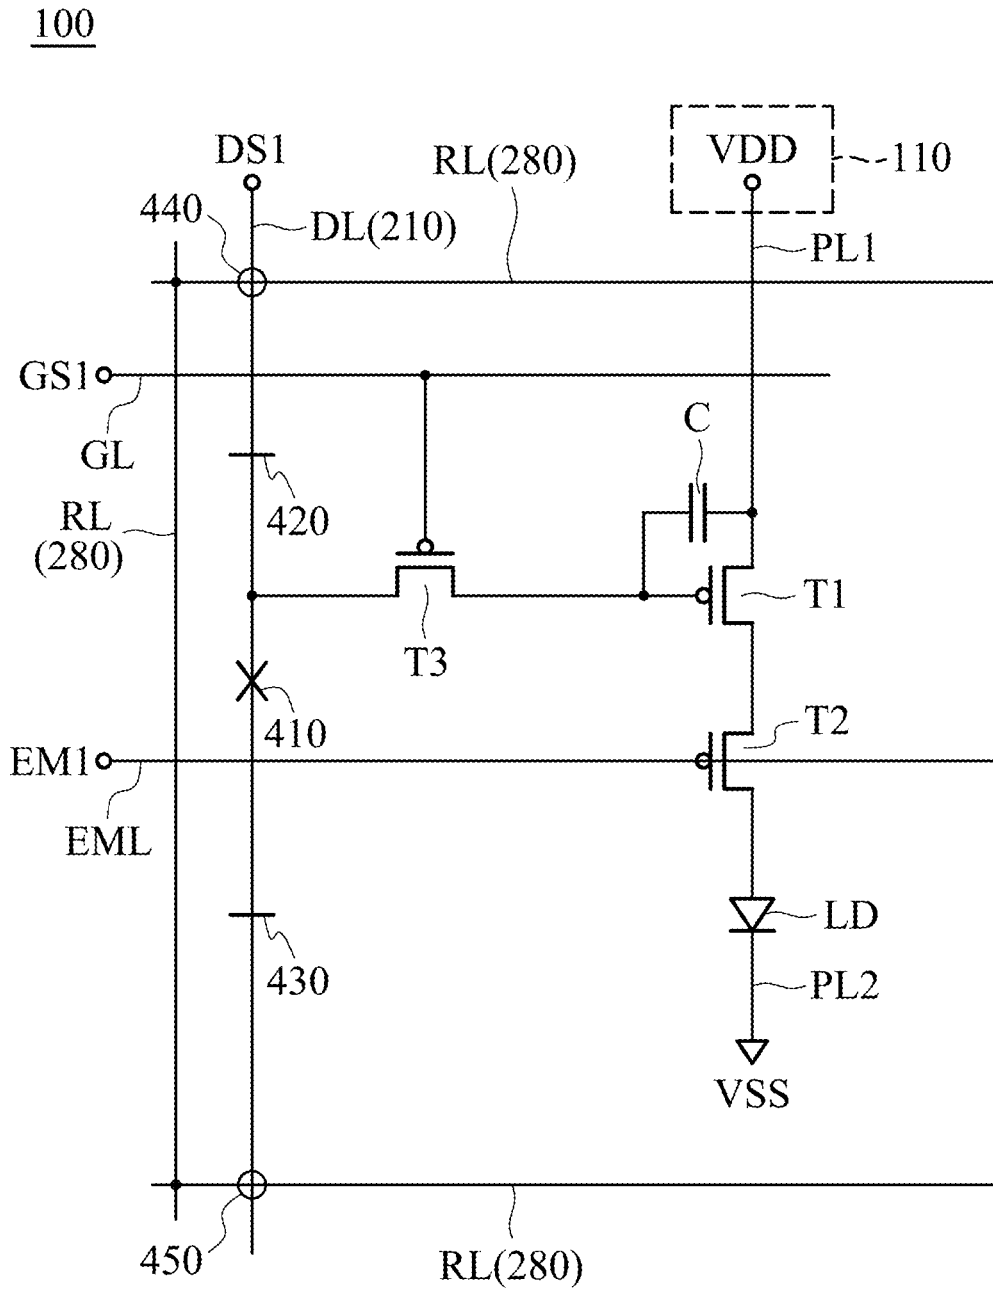 100
DS1
RL(280)
VDD
110
440
DL(210)
PL1
GS1
GL
C
RL
(280)
420
T1
T3
410
T2
EM1
EML
LD
430
PL2
VSS
450
RL(280)